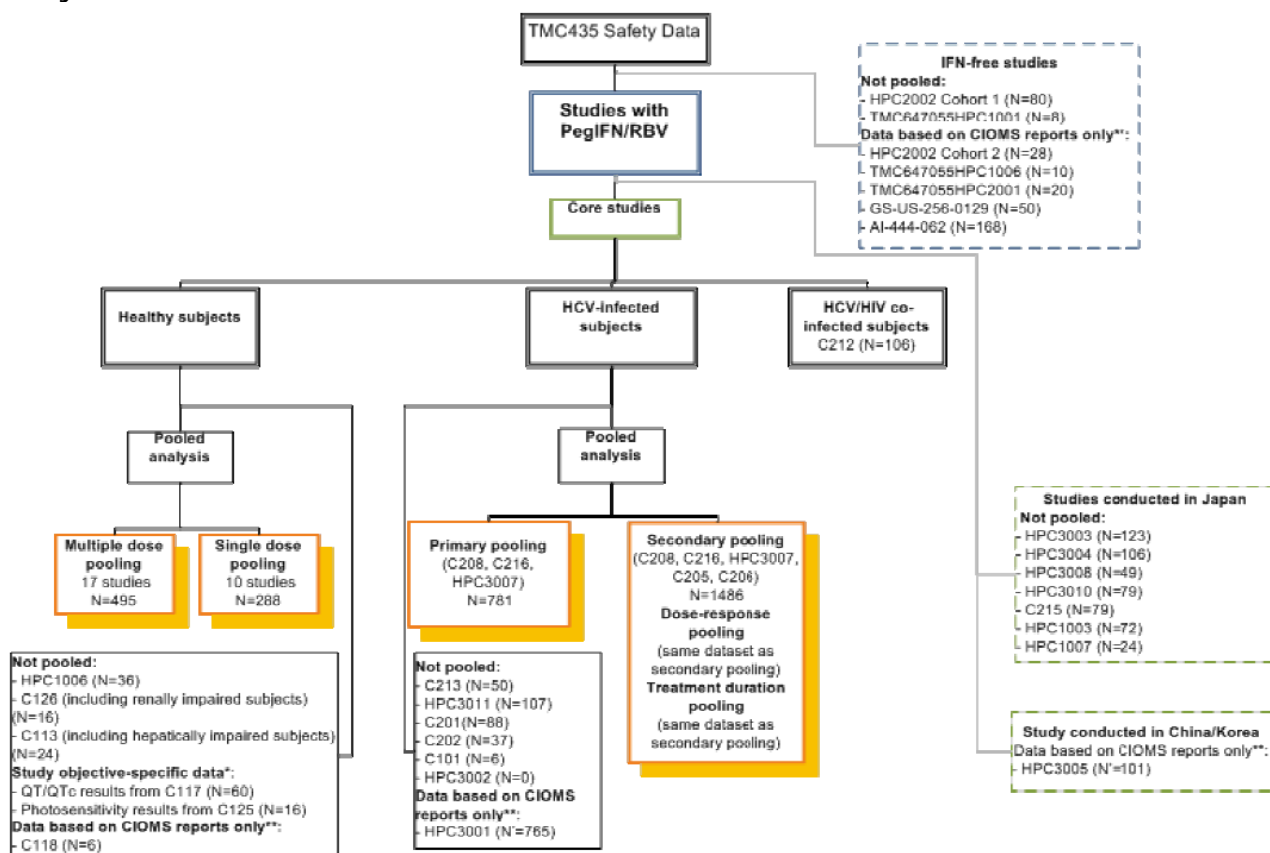 TMC435 Safety Data
IFN-free studies
Not pooled:
- HPC2002 Cohort 1 (N=80)
- TMC647055HPC1001 (N=8)
Data based on CIOMS reports only**:
- HPC2002 Cohort 2 (N=28)
- TMC647055HPC1006 (N=10)
- TMC647055HPC2001 (N=20)
- GS-US-256-0129 (N=50)
- AI-444-062 (N=168)
Studies with
PegIFN/RBV
Core studies
Healthy subjects
HCV-infected
subjects
HCV/HIV co-
infected subjects
C212 (N=106)
Pooled
analysis
Pooled
analysis
Multiple dose
pooling
17 studies
N=495
Single dose
pooling
10 studies
N=288
Primary pooling
(C208, C216,
HPC3007)
N=781
Secondary pooling
(C208, C216, HPC3007,
C205, C206)
N=1486
Dose-response
pooling
(same dataset as
secondary pooling)
Treatment duration
pooling
(same dataset as
secondary pooling)
Studies conducted in Japan
Not pooled:
- HPC3003 (N=123)
- HPC3004 (N=106)
- HPC3008 (N=49)
- HPC3010 (N=79)
- C215 (N=79)
- HPC1003 (N=72)
- HPC1007 (N=24)
Not pooled:
- HPC1006 (N=36)
- C126 (including renally impaired subjects)
(N=16)
- C113 (including hepatically impaired subjects)
(N=24)
Study objective-specific data*:
- QT/QTc results from C117 (N=60)
- Photosensitivity results from C125 (N=16)
Data based on CIOMS reports only**:
- C118 (N=6)
Not pooled:
- C213 (N=50)
- HPC3011 (N=107)
- C201(N=88)
- C202 (N=37)
- C101 (N=6)
- HPC3002 (N=0)
Data based on CIOMS
reports only**:
- HPC3001 (N*=765)
Study conducted in China/Korea
Data based on CIOMS reports only**:
- HPC3005 (N*=101)